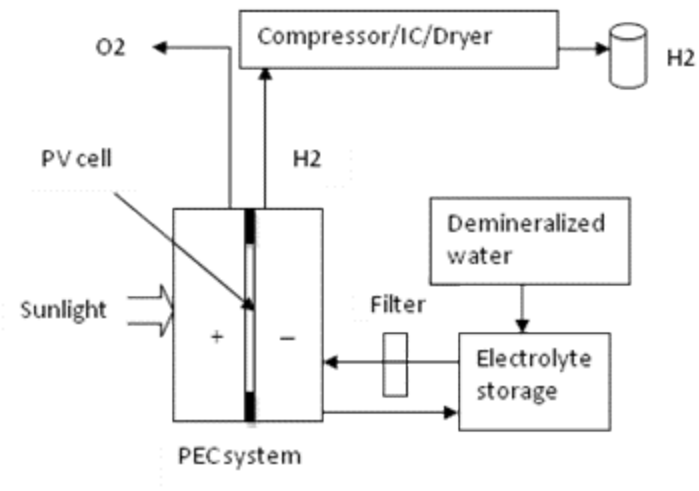 O2
Compressor/IC/Dryer
H2
PV cell
H2
Demineralized
water
Sunlight
Filter
+
−
Electrolyte
storage
PEC system